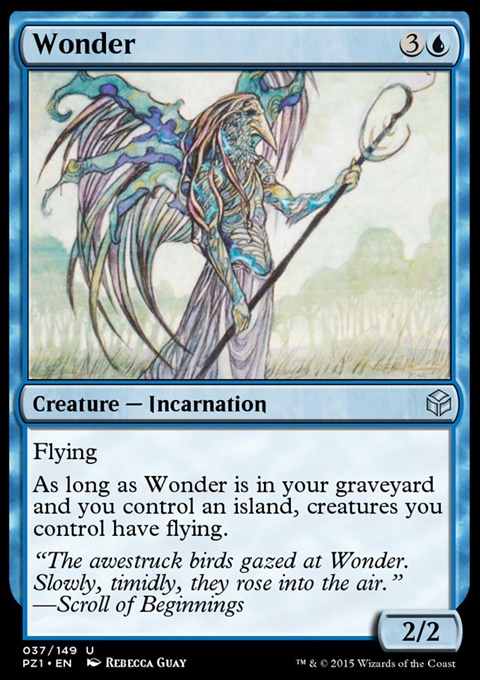 Wonder 3
Creature — Incarnation
Flying
As long as Wonder is in your graveyard
and you control an island, creatures you
control have flying.
“The awestruck birds gazed at Wonder.
Slowly, timidly, they rose into the air.”
—Scroll of Beginnings
2/2
037/149 U
PZ1 • EN Rebecca Guay
™ & © 2015 Wizards of the Coast